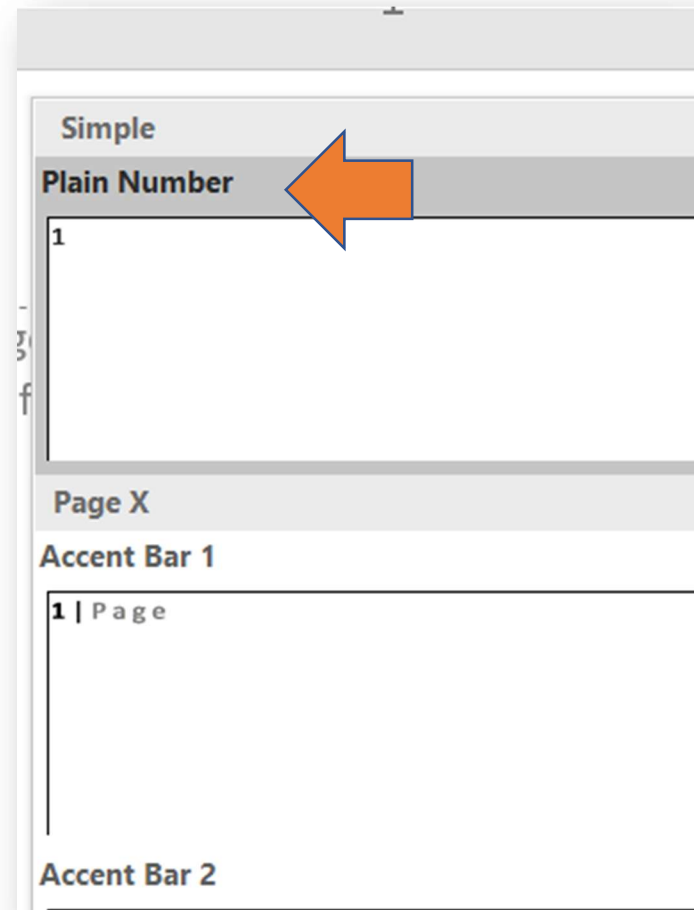 Simple
Plain Number
1
Page X
Accent Bar 1
1 | Page
Accent Bar 2